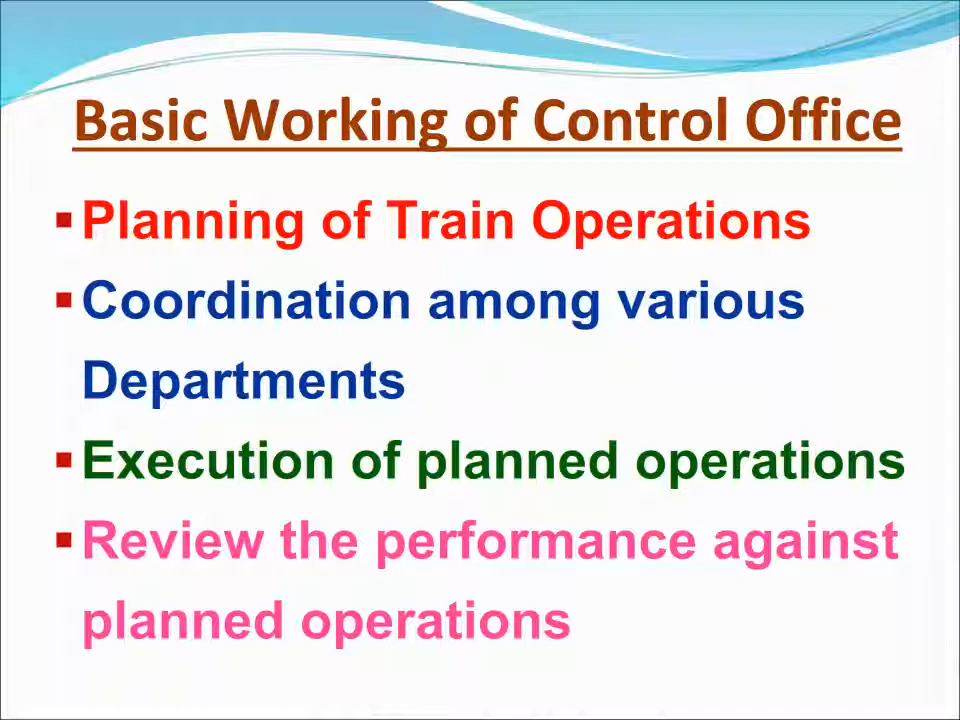 Basic Working of Control Office
▪Planning of Train Operations
▪Coordination among various
Departments
▪Execution of planned operations
▪Review the performance against
planned operations